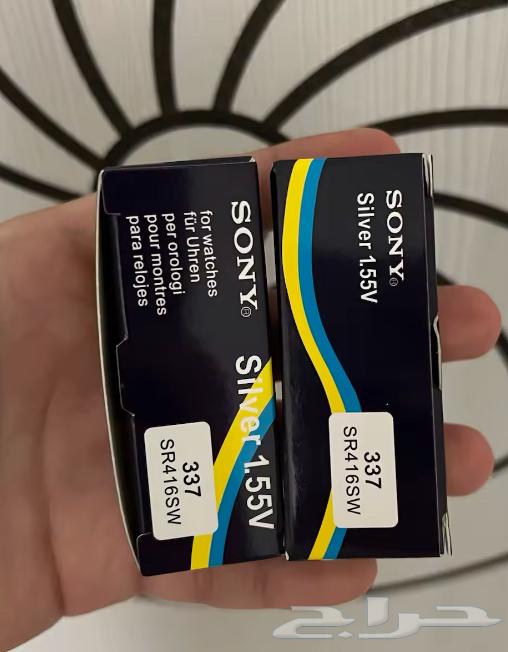 SONY®
Silver 1.55V
for watches
für Uhren
per orologi
pour montres
para relojes
337
SR416SW
SONY®
Silver 1.55V
337
SR416SW
حراج